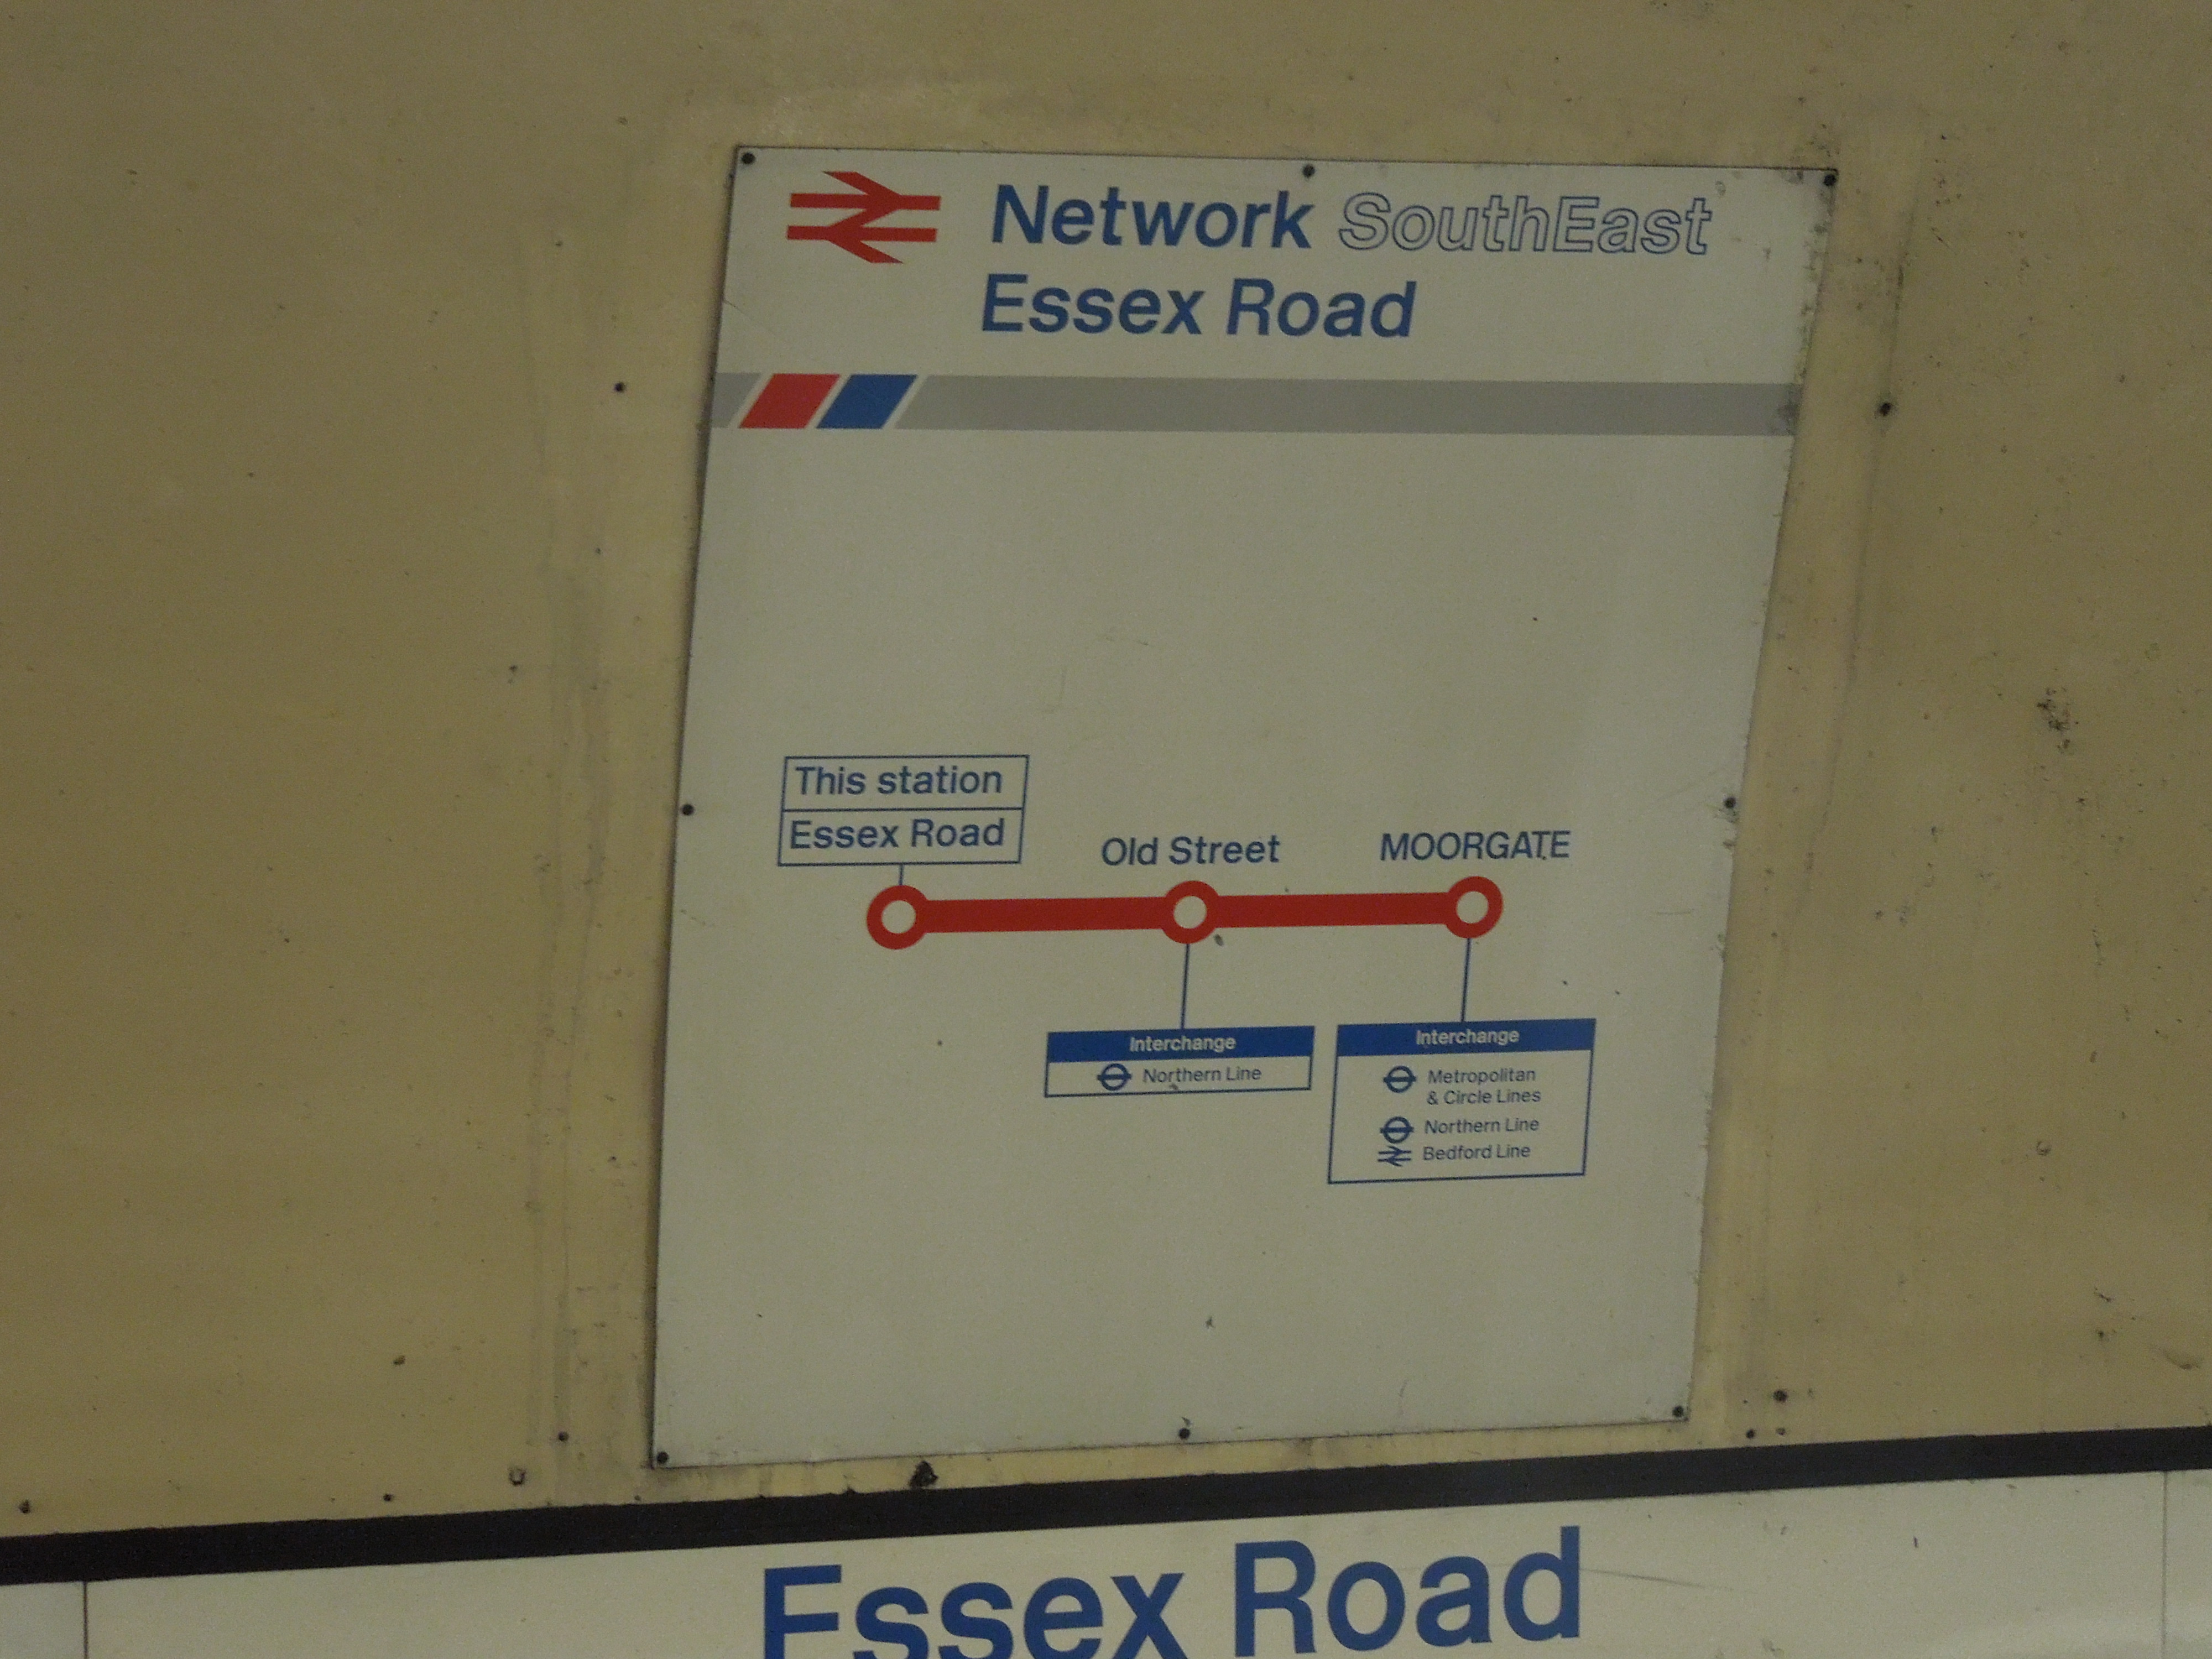 Network SouthEast
Essex Road
This station
Essex Road
Old Street
MOORGATE
Interchange
Northern Line
Interchange
Metropolitan
& Circle Lines
Northern Line
Bedford Line
Essex Road